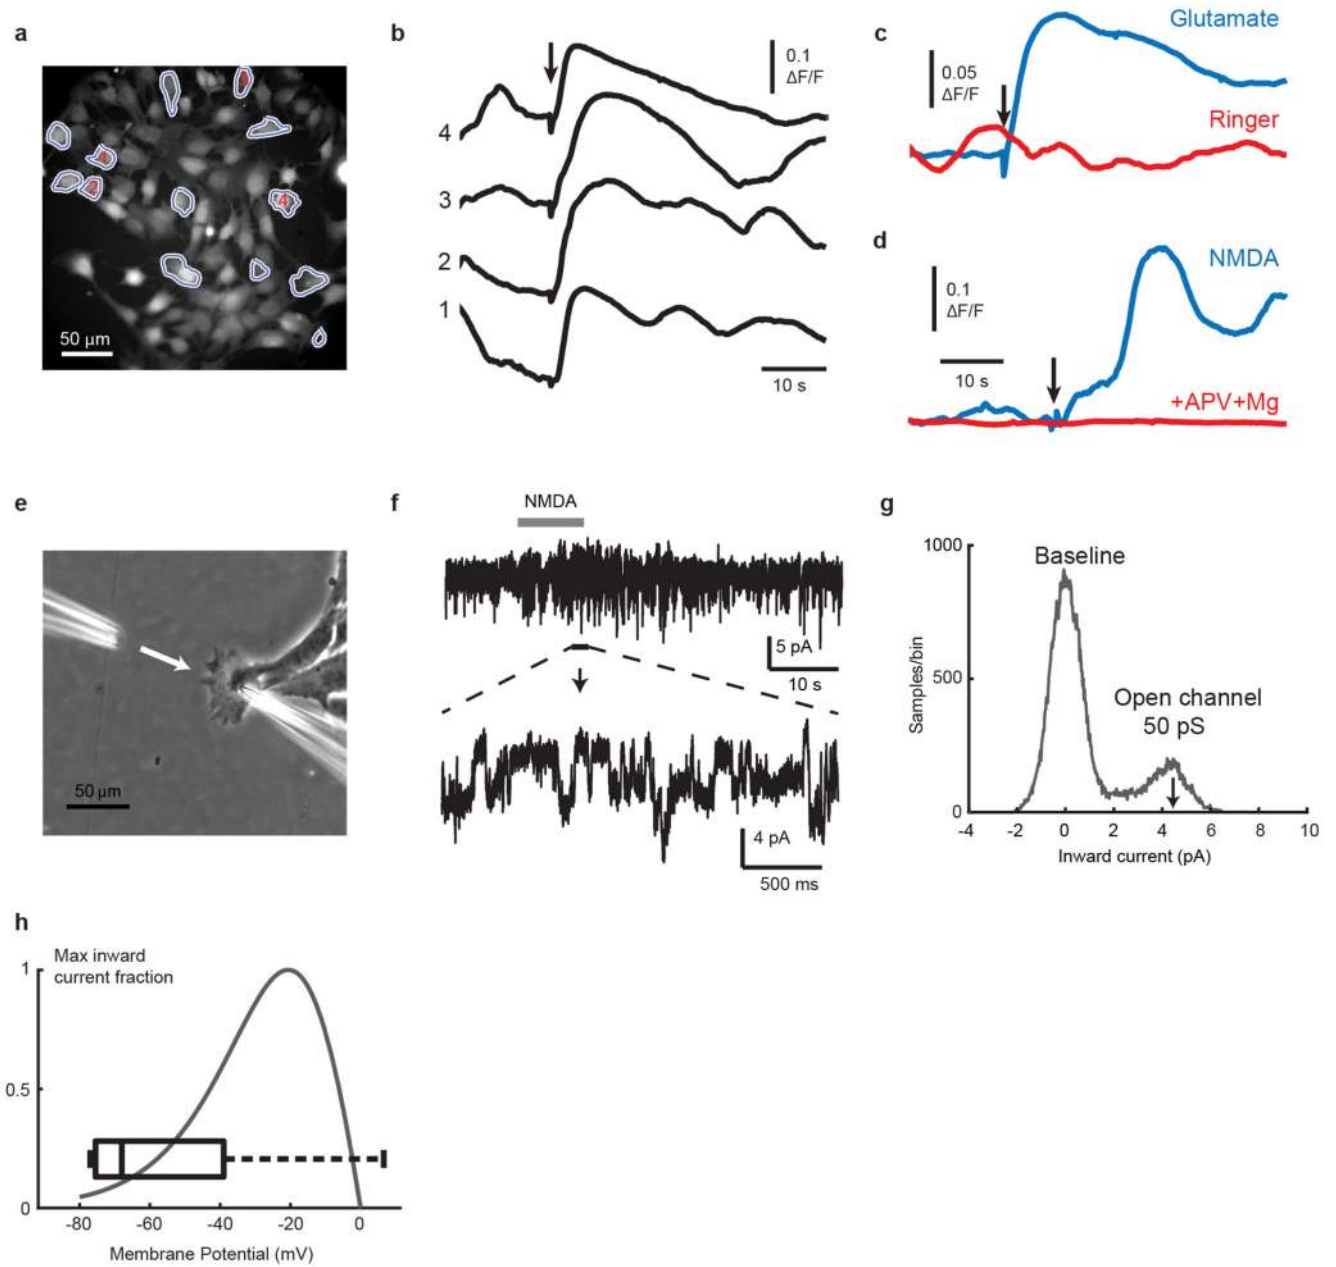 a
50 µm
b
0.1
ΔF/F
4
3
2
1
10 s
c
Glutamate
0.05
ΔF/F
Ringer
d
NMDA
0.1
ΔF/F
10 s
+APV+Mg
e
50 µm
f
NMDA
5 pA
10 s
4 pA
500 ms
g
1000
Baseline
Samples/bin
500
Open channel
50 pS
0
-4 -2 0 2 4 6 8 10
Inward current (pA)
h
Max inward
current fraction
1
0.5
0
-80 -60 -40 -20 0
Membrane Potential (mV)